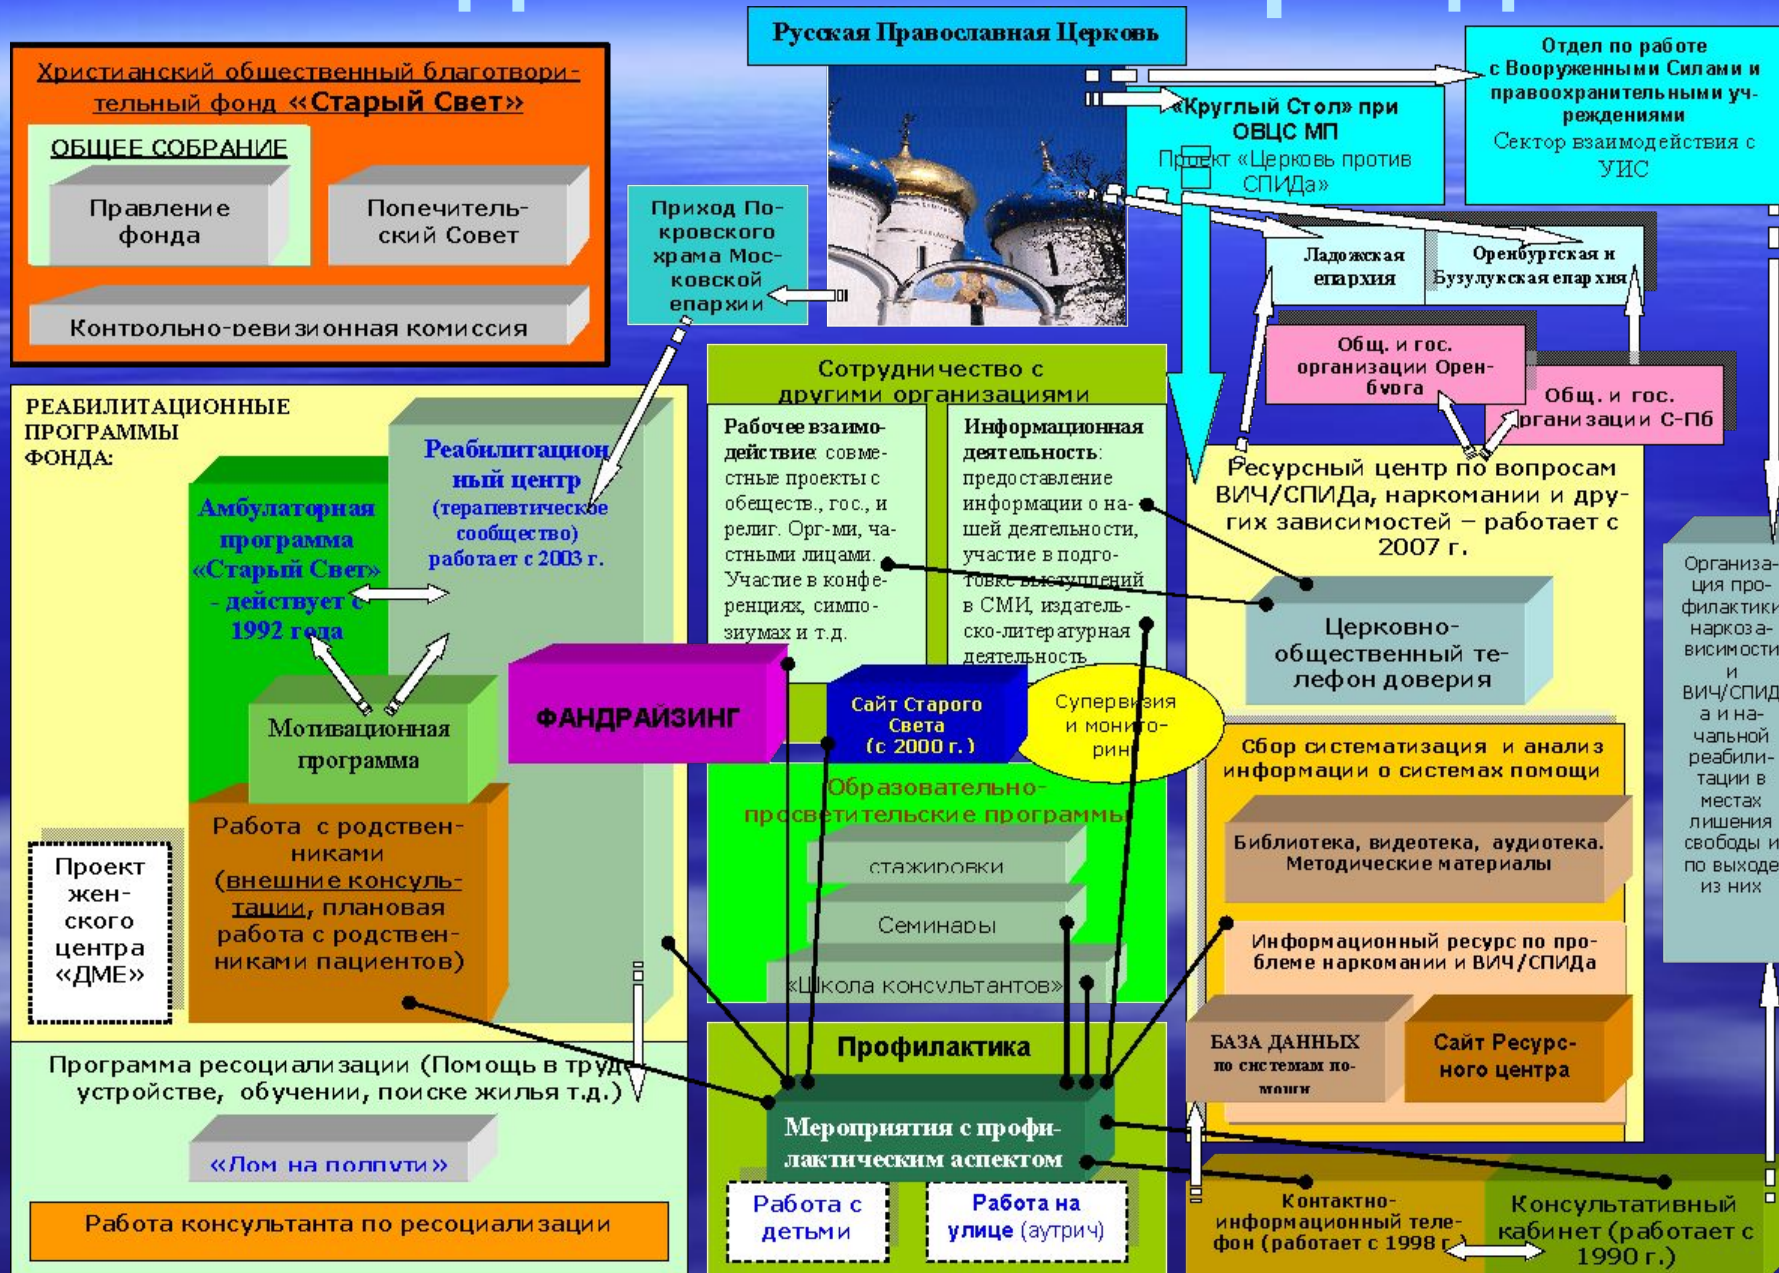 Русская Православная Церковь
Христианский общественный благотвори-
тельный фонд «Старый Свет»
ОБЩЕЕ СОБРАНИЕ
Правление
фонда
Попечитель-
ский Совет
Контрольно-ревизионная комиссия
Приход По-
кровского
храма Мос-
ковской
епархии
«Круглый Стол» при
ОВЦС МП
Проект «Церковь против
СПИДа»
Отдел по работе
с Вооруженными Силами и
правоохранительными уч-
реждениями
Сектор взаимодействия с
УИС
Ладожская
епархия
Оренбургская и
Бузулукская епархия
Общ. и гос.
организации Орен-
бурга
Общ. и гос.
организации С-Пб
РЕАБИЛИТАЦИОННЫЕ
ПРОГРАММЫ
ФОНДА:
Амбулаторная
программа
«Старый Свет»
- действует с
1992 года
Реабилитацион
ный центр
(терапевтическое
сообщество)
работает с 2003 г.
Мотивационная
программа
Работа с родствен-
никами
(внешние консуль-
тации, плановая
работа с родствен-
никами пациентов)
Проект
жен-
ского
центра
«ДМЕ»
Программа ресоциализации (Помощь в труд
устройстве, обучении, поиске жилья т.д.)
«Дом на полпути»
Работа консультанта по ресоциализации
Сотрудничество с
другими организациями
Рабочее взаимо-
действие: совме-
стные проекты с
обществ., гос., и
религ. Орг-ми, ча-
стными лицами.
Участие в конфе-
ренциях, симпо-
зиумах и т.д.
Информационная
деятельность:
предоставление
информации о на-
шей деятельности,
участие в подго-
товке выступлений
в СМИ, издатель-
ско-литературная
деятельность
ФАНДРАЙЗИНГ
Сайт Старого
Света
(с 2000 г.)
Супервизия
и монито-
ринг
Образовательно-
просветительские программы
стажировки
Семинары
«Школа консультантов»
Профилактика
Мероприятия с профи-
лактическим аспектом
Работа с
детьми
Работа на
улице (аутрич)
Ресурсный центр по вопросам
ВИЧ/СПИДа, наркомании и дру-
гих зависимостей – работает с
2007 г.
Церковно-
общественный те-
лефон доверия
Сбор систематизация и анализ
информации о системах помощи
Библиотека, видеотека, аудиотека.
Методические материалы
Информационный ресурс по про-
блеме наркомании и ВИЧ/СПИДа
БАЗА ДАННЫХ
по системам по-
мощи
Сайт Ресурс-
ного центра
Контактно-
информационный теле-
фон (работает с 1998 г.)
Консультативный
кабинет (работает с
1990 г.)
Организа-
ция про-
филактики
наркоза-
висимости
и
ВИЧ/СПИД
а и на-
чальной
реабили-
тации в
местах
лишения
свободы и
по выходе
из них